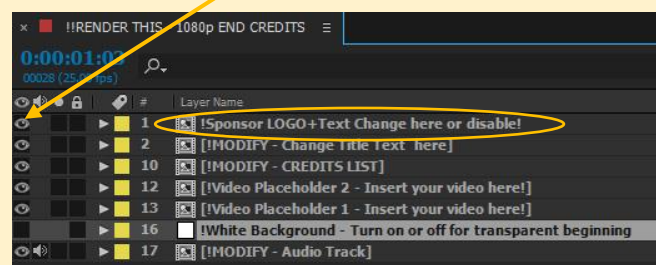 !!RENDER THIS - 1080p END CREDITS
0:00:01:03
00028 (25.00 fps)
# Layer Name
1 !Sponsor LOGO+Text Change here or disable!
2 [!MODIFY - Change Title Text here]
10 [!MODIFY - CREDITS LIST]
12 [!Video Placeholder 2 - Insert your video here!]
13 [!Video Placeholder 1 - Insert your video here!]
16 !White Background - Turn on or off for transparent beginning
17 [!MODIFY - Audio Track]